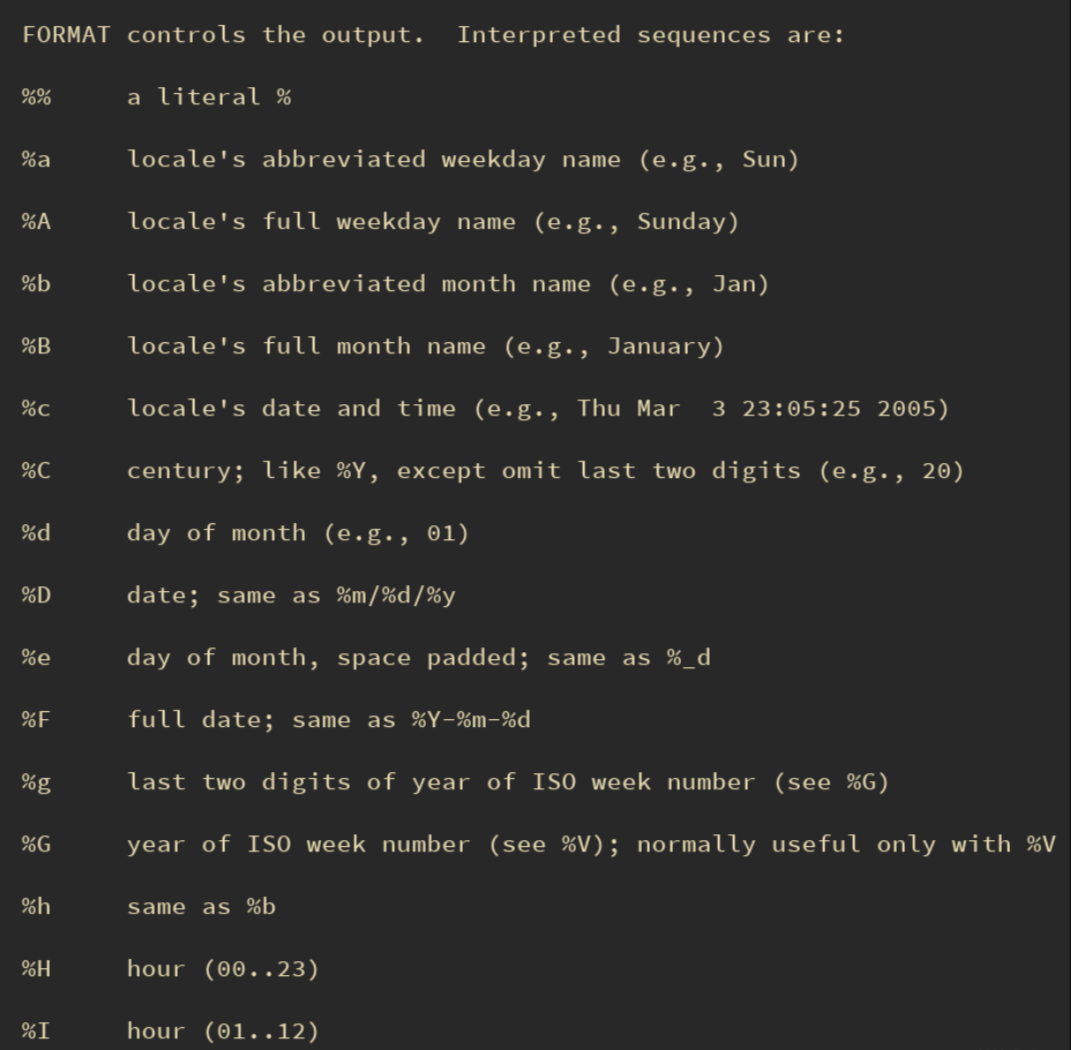 FORMAT controls the output.  Interpreted sequences are:
%%     a literal %
%a     locale's abbreviated weekday name (e.g., Sun)
%A     locale's full weekday name (e.g., Sunday)
%b     locale's abbreviated month name (e.g., Jan)
%B     locale's full month name (e.g., January)
%c     locale's date and time (e.g., Thu Mar  3 23:05:25 2005)
%C     century; like %Y, except omit last two digits (e.g., 20)
%d     day of month (e.g., 01)
%D     date; same as %m/%d/%y
%e     day of month, space padded; same as %_d
%F     full date; same as %Y-%m-%d
%g     last two digits of year of ISO week number (see %G)
%G     year of ISO week number (see %V); normally useful only with %V
%h     same as %b
%H     hour (00..23)
%I     hour (01..12)